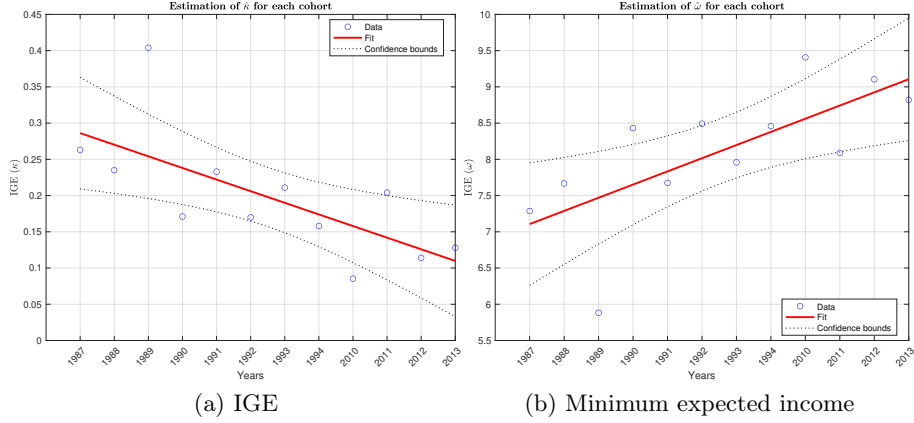 Estimation of κ̂ for each cohort
Data
Fit
Confidence bounds
0.45
0.4
0.35
0.3
0.25
0.2
0.15
0.1
0.05
0
IGE (κ)
1987 1988 1989 1990 1991 1992 1993 1994 2010 2011 2012 2013
Years
(a) IGE
Estimation of ω̂ for each cohort
10
9.5
9
8.5
8
7.5
7
6.5
6
5.5
IGE (ω)
Data
Fit
Confidence bounds
1987 1988 1989 1990 1991 1992 1993 1994 2010 2011 2012 2013
Years
(b) Minimum expected income